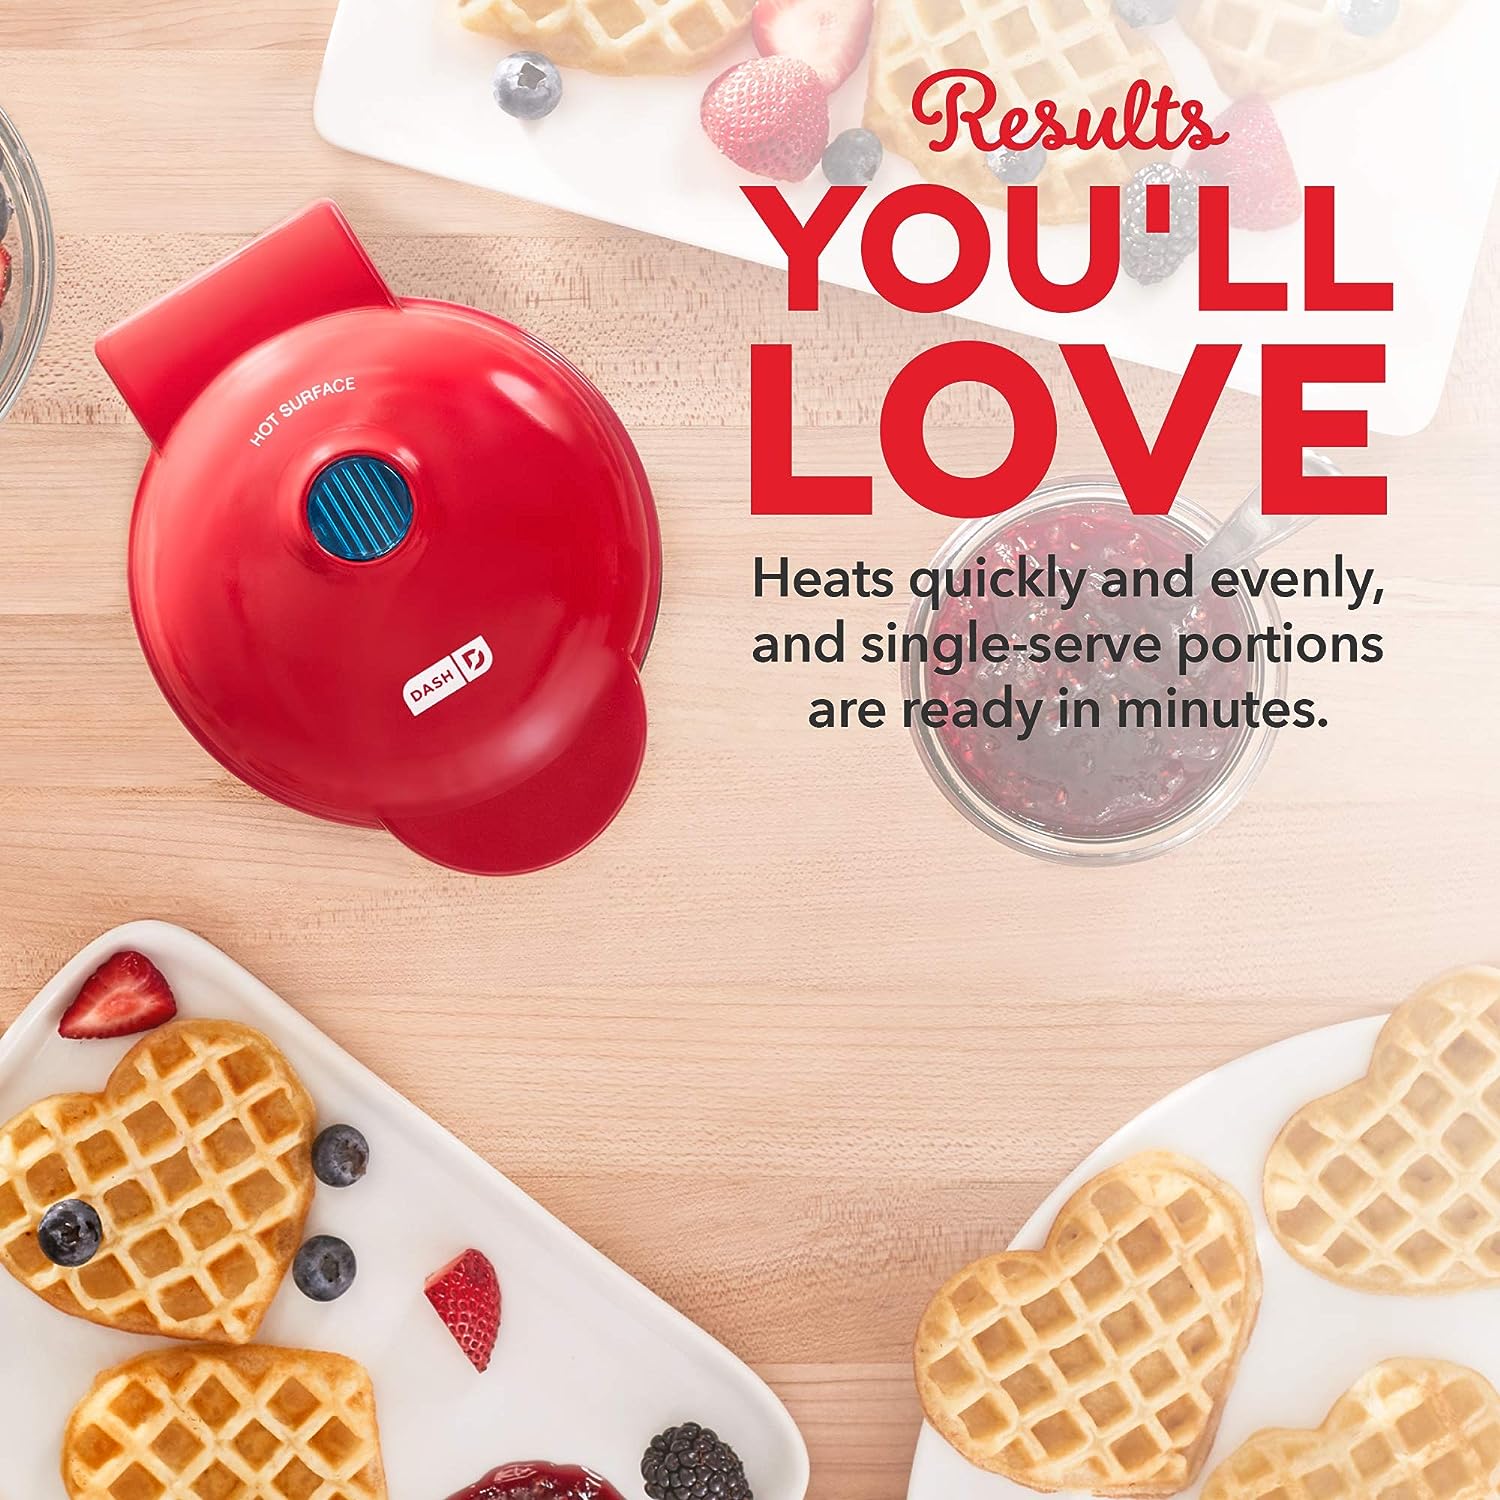 Results
YOU'LL
LOVE
Heats quickly and evenly,
and single-serve portions
are ready in minutes.
HOT SURFACE
DASH